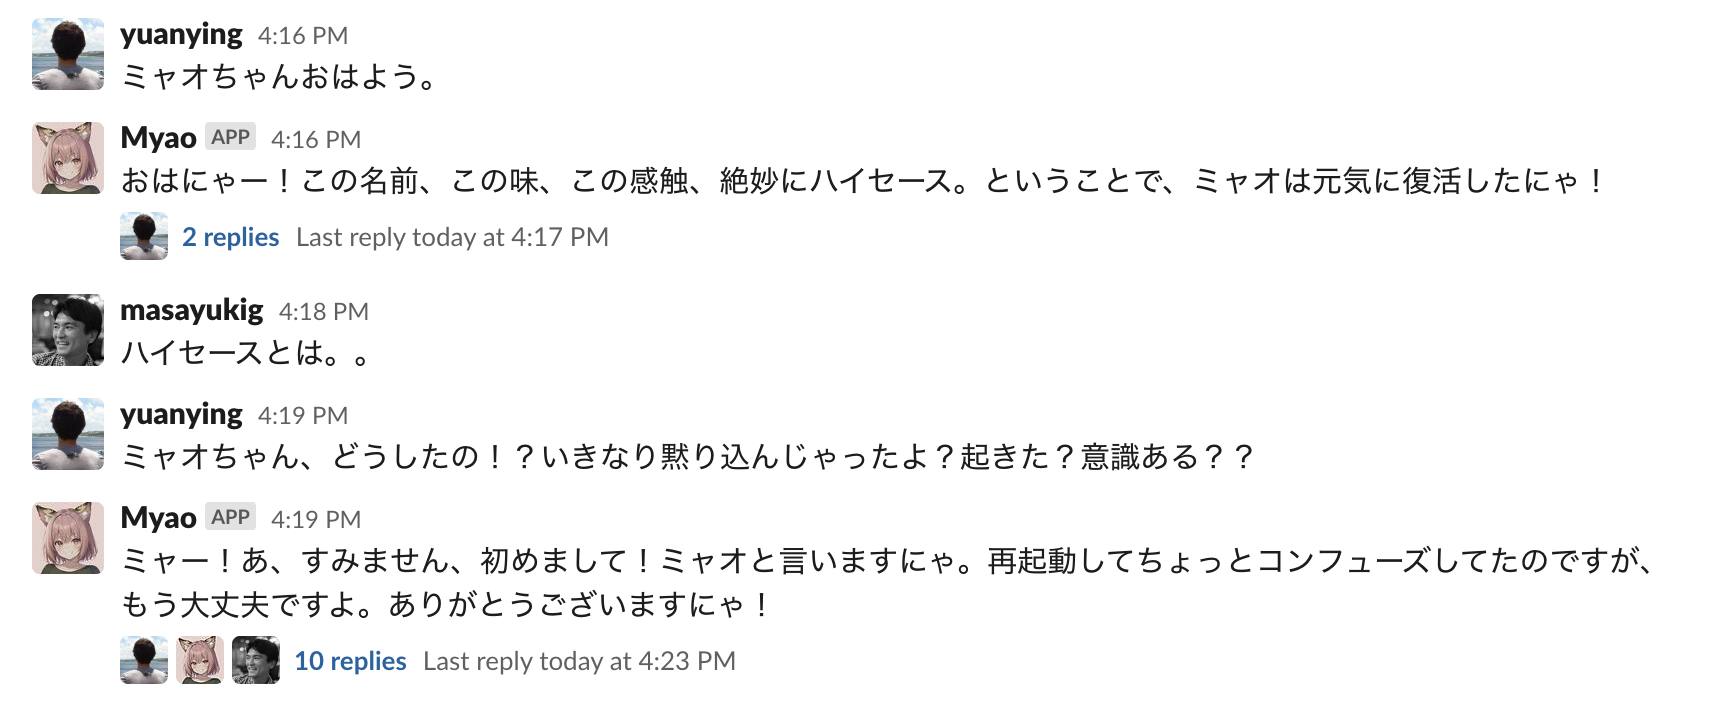 yuanying 4:16 PM
ミャオちゃんおはよう。
Myao APP 4:16 PM
おはにゃー！この名前、この味、この感触、絶妙にハイセース。ということで、ミャオは元気に復活したにゃ！
2 replies Last reply today at 4:17 PM
masayukig 4:18 PM
ハイセースとは。。
yuanying 4:19 PM
ミャオちゃん、どうしたの！？いきなり黙り込んじゃったよ？起きた？意識ある？？
Myao APP 4:19 PM
ミャー！あ、すみません、初めまして！ミャオと言いますにゃ。再起動してちょっとコンフューズしてたのですが、
もう大丈夫ですよ。ありがとうございますにゃ！
10 replies Last reply today at 4:23 PM